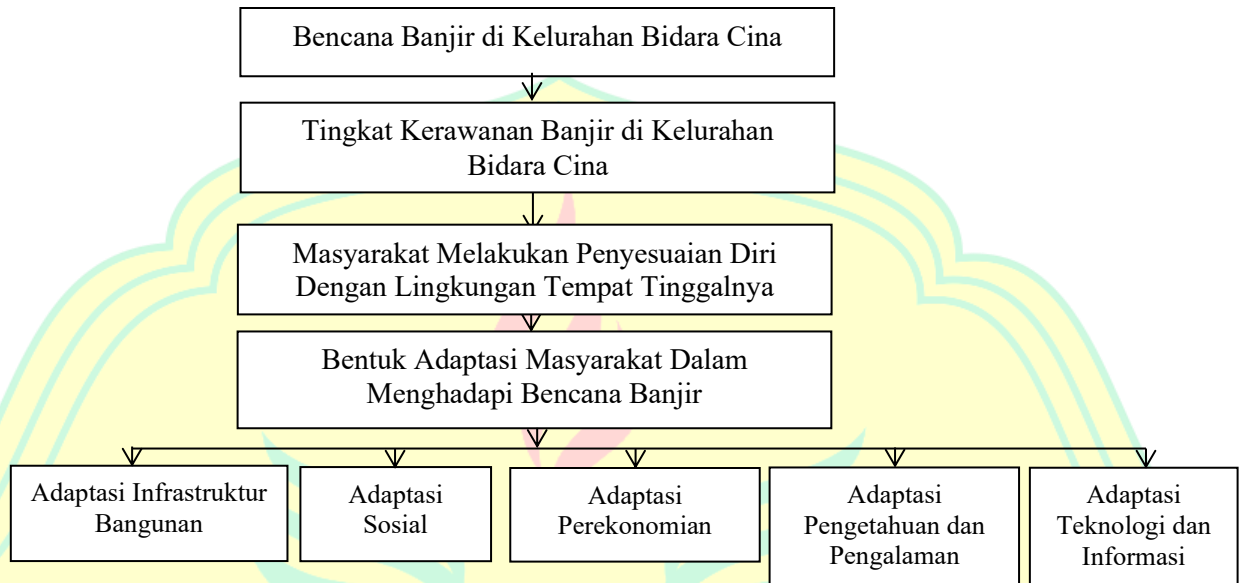 Bencana Banjir di Kelurahan Bidara Cina
Tingkat Kerawanan Banjir di Kelurahan
Bidara Cina
Masyarakat Melakukan Penyesuaian Diri
Dengan Lingkungan Tempat Tinggalnya
Bentuk Adaptasi Masyarakat Dalam
Menghadapi Bencana Banjir
Adaptasi Infrastruktur
Bangunan
Adaptasi
Sosial
Adaptasi
Perekonomian
Adaptasi
Pengetahuan dan
Pengalaman
Adaptasi
Teknologi dan
Informasi